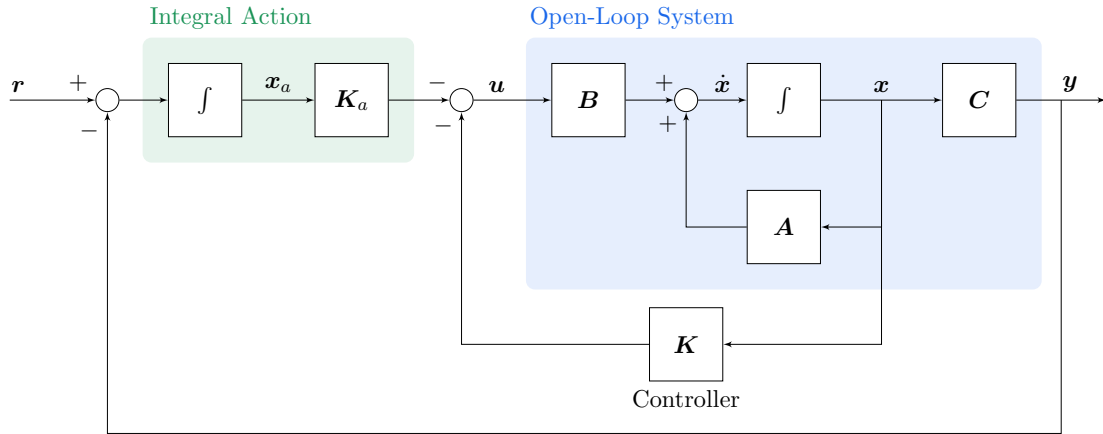 Integral Action
Open-Loop System
r
+
−
∫
x_a
K_a
−
−
u
B
+
+
ẋ
∫
x
C
y
A
K
Controller